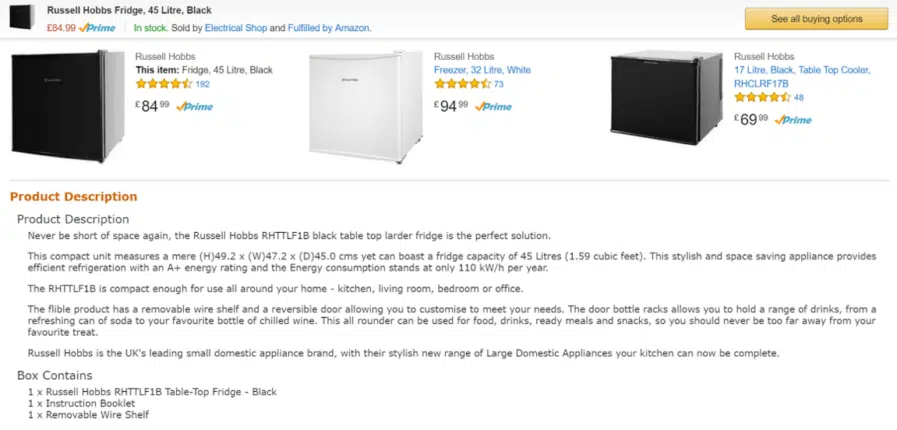 Russell Hobbs Fridge, 45 Litre, Black
£84.99 Prime | In stock. Sold by Electrical Shop and Fulfilled by Amazon.
See all buying options
Russell Hobbs
This item: Fridge, 45 Litre, Black
192
£84.99 Prime
Russell Hobbs
Freezer, 32 Litre, White
73
£94.99 Prime
Russell Hobbs
17 Litre, Black, Table Top Cooler,
RHCLRF17B
48
£69.99 Prime
Product Description
Product Description
Never be short of space again, the Russell Hobbs RHTTLF1B black table top larder fridge is the perfect solution.
This compact unit measures a mere (H)49.2 x (W)47.2 x (D)45.0 cms yet can boast a fridge capacity of 45 Litres (1.59 cubic feet). This stylish and space saving appliance provides
efficient refrigeration with an A+ energy rating and the Energy consumption stands at only 110 kW/h per year.
The RHTTLF1B is compact enough for use all around your home - kitchen, living room, bedroom or office.
The flible product has a removable wire shelf and a reversible door allowing you to customise to meet your needs. The door bottle racks allows you to hold a range of drinks, from a
refreshing can of soda to your favourite bottle of chilled wine. This all rounder can be used for food, drinks, ready meals and snacks, so you should never be too far away from your
favourite treat.
Russell Hobbs is the UK's leading small domestic appliance brand, with their stylish new range of Large Domestic Appliances your kitchen can now be complete.
Box Contains
1 x Russell Hobbs RHTTLF1B Table-Top Fridge - Black
1 x Instruction Booklet
1 x Removable Wire Shelf